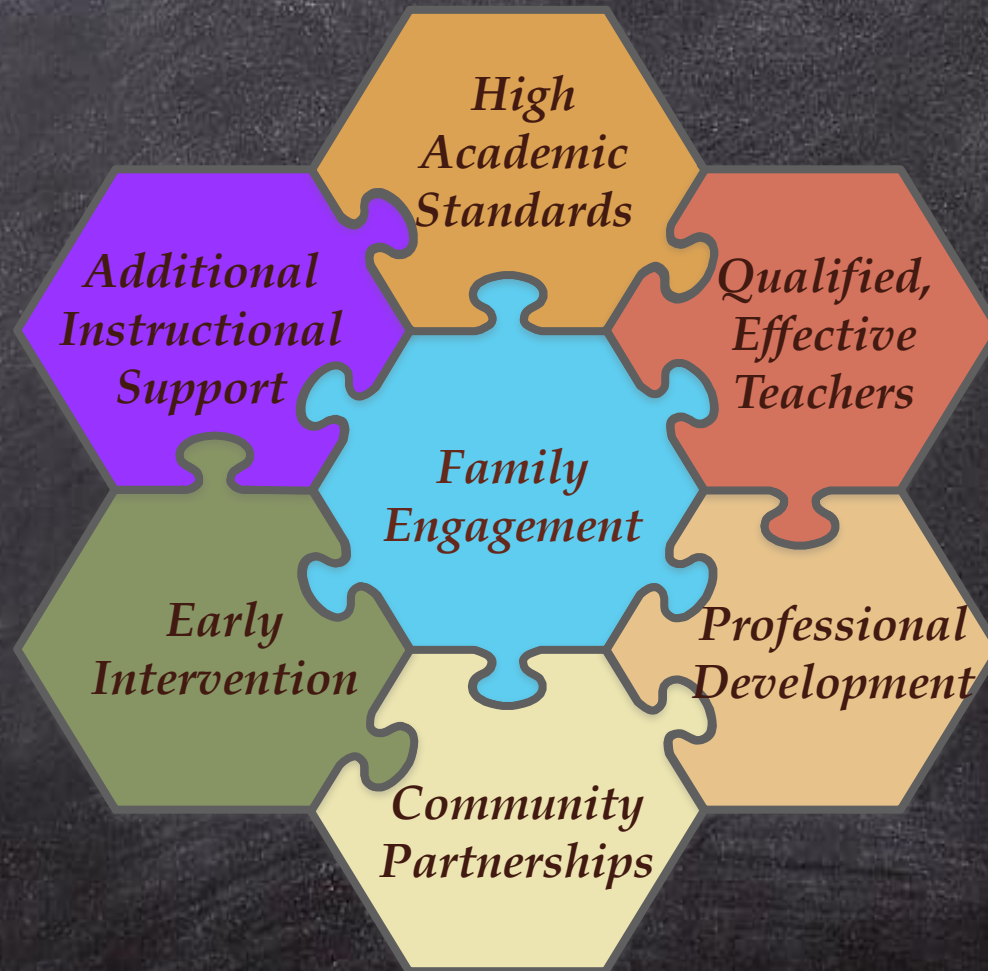 High
Academic
Standards
Additional
Instructional
Support
Qualified,
Effective
Teachers
Family
Engagement
Early
Intervention
Professional
Development
Community
Partnerships